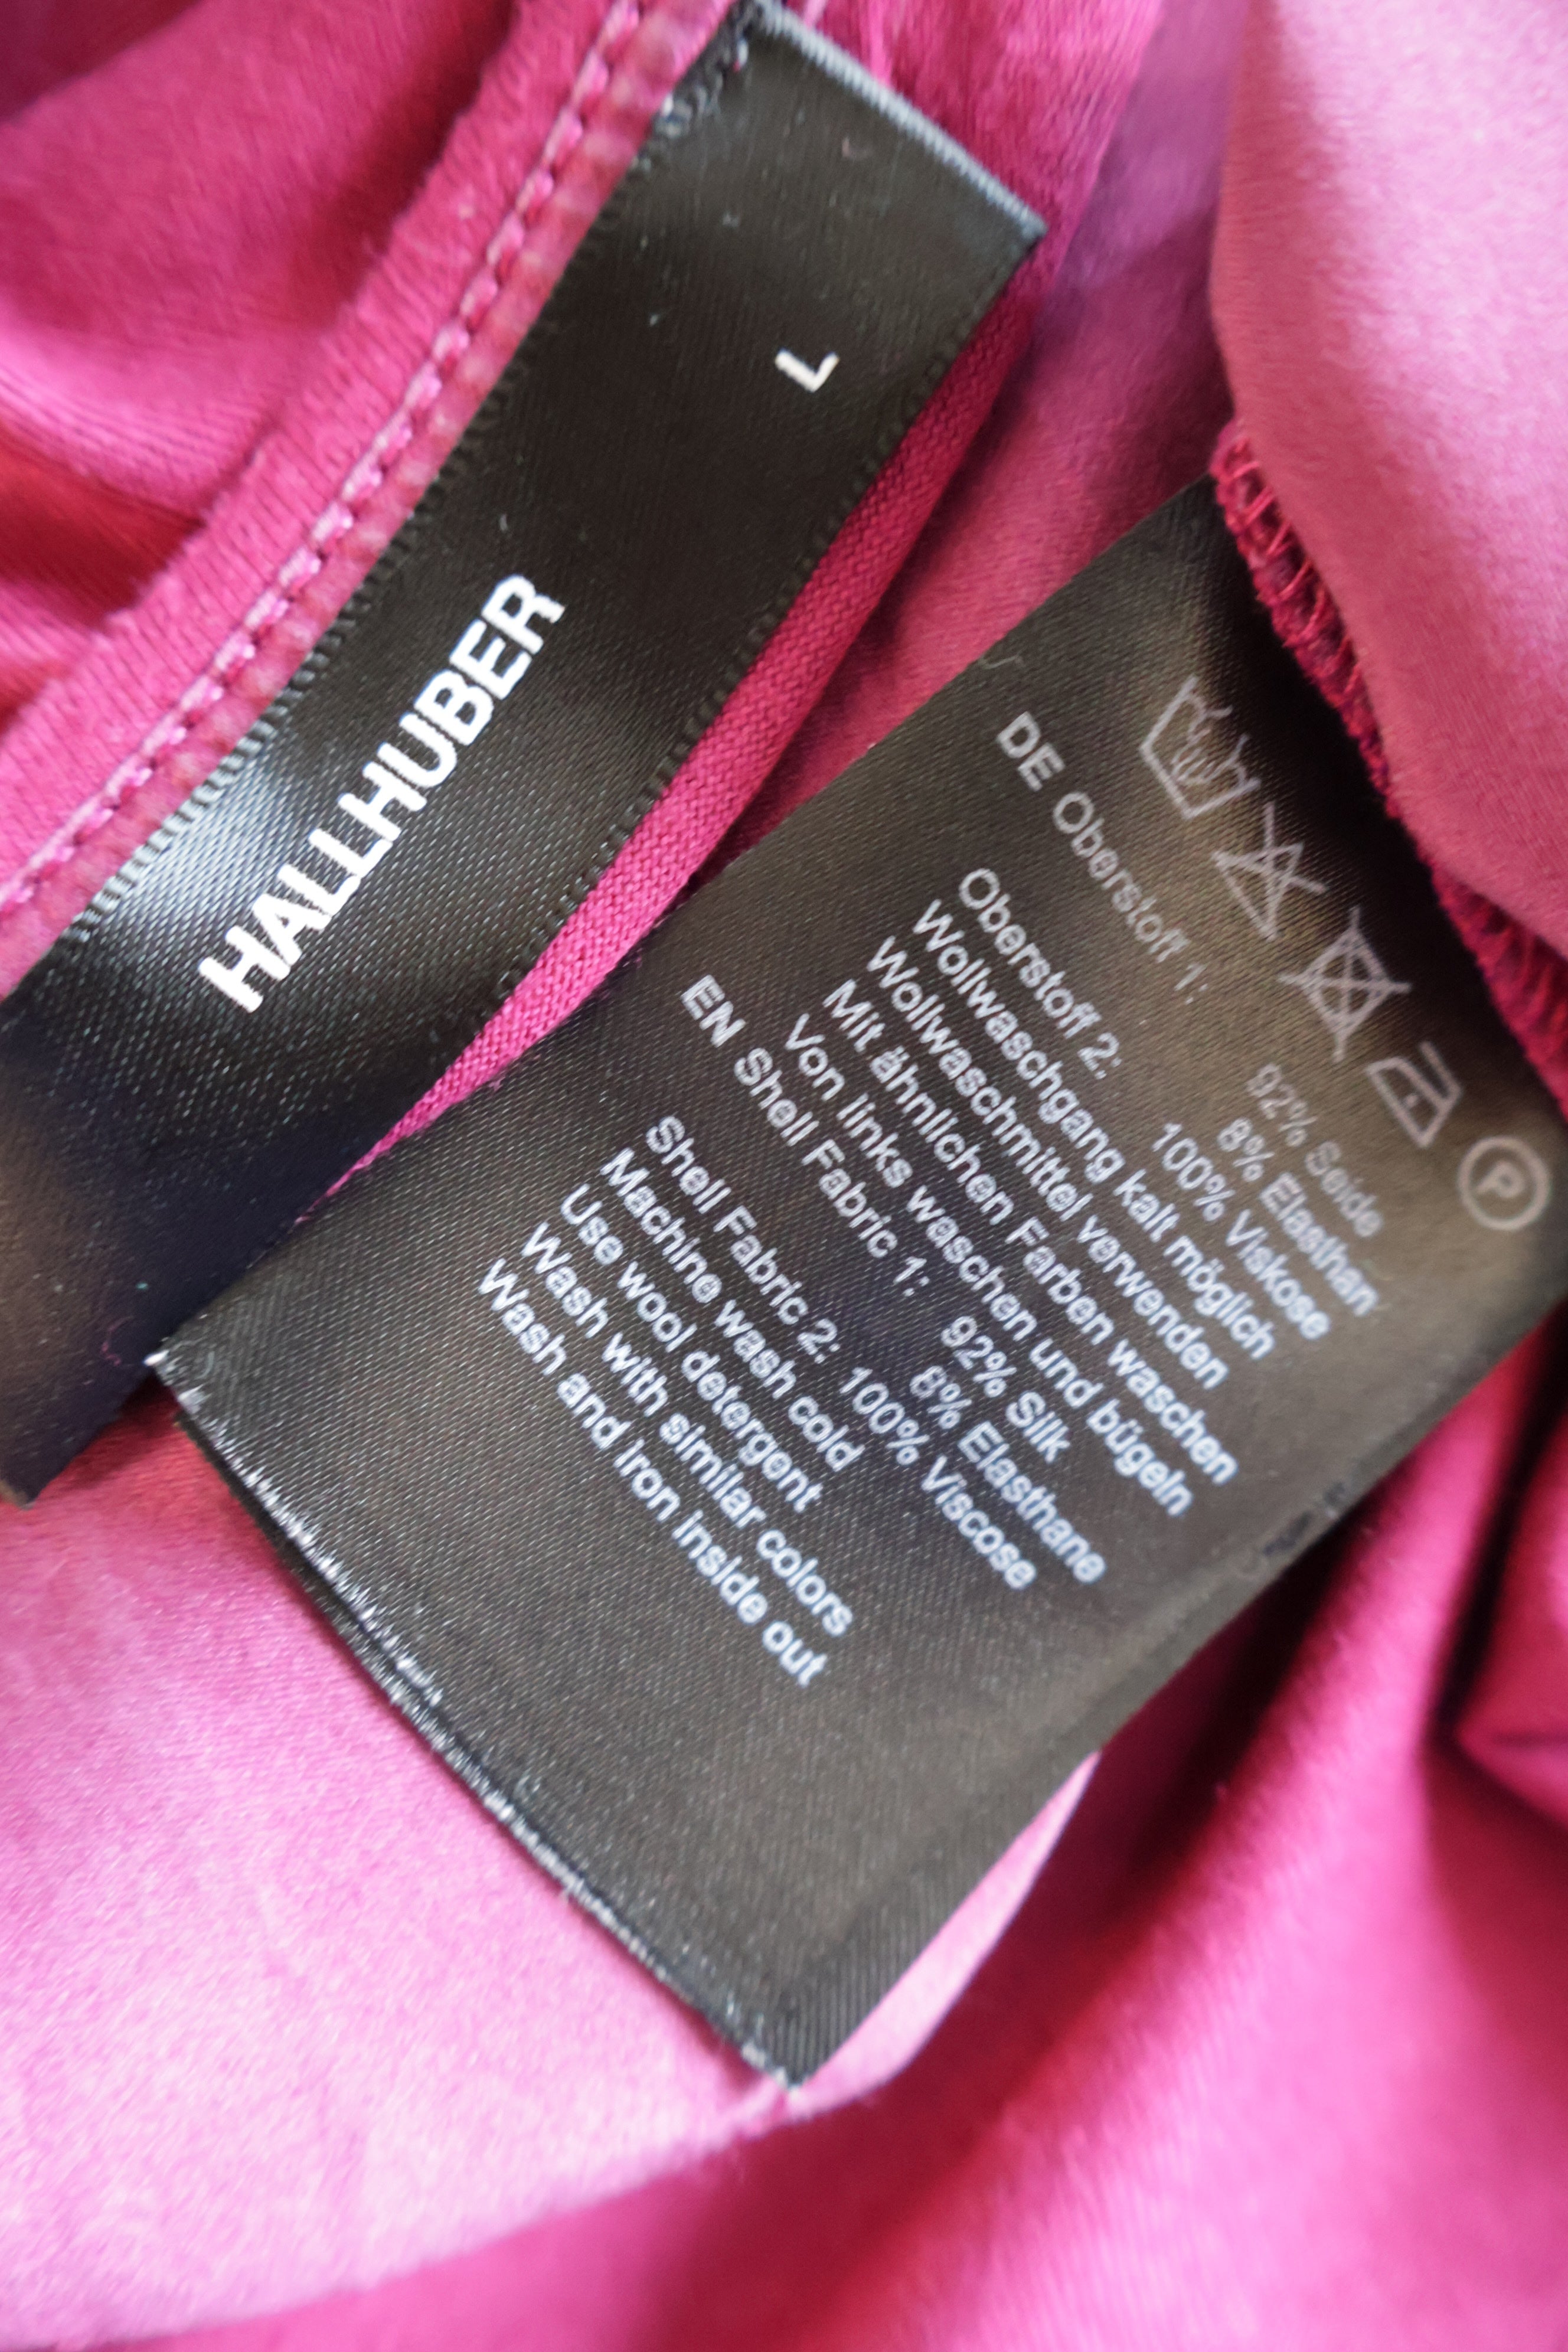 HALLHUBER
L
P
DE Oberstoff 1:
92% Seide
8% Elasthan
Oberstoff 2: 100% Viskose
Wollwaschgang kalt möglich
Wollwaschmittel verwenden
Mit ähnlichen Farben waschen
Von links waschen und bügeln
EN Shell Fabric 1: 92% Silk
8% Elasthane
Shell Fabric 2: 100% Viscose
Machine wash cold
Use wool detergent
Wash with similar colors
Wash and iron inside out